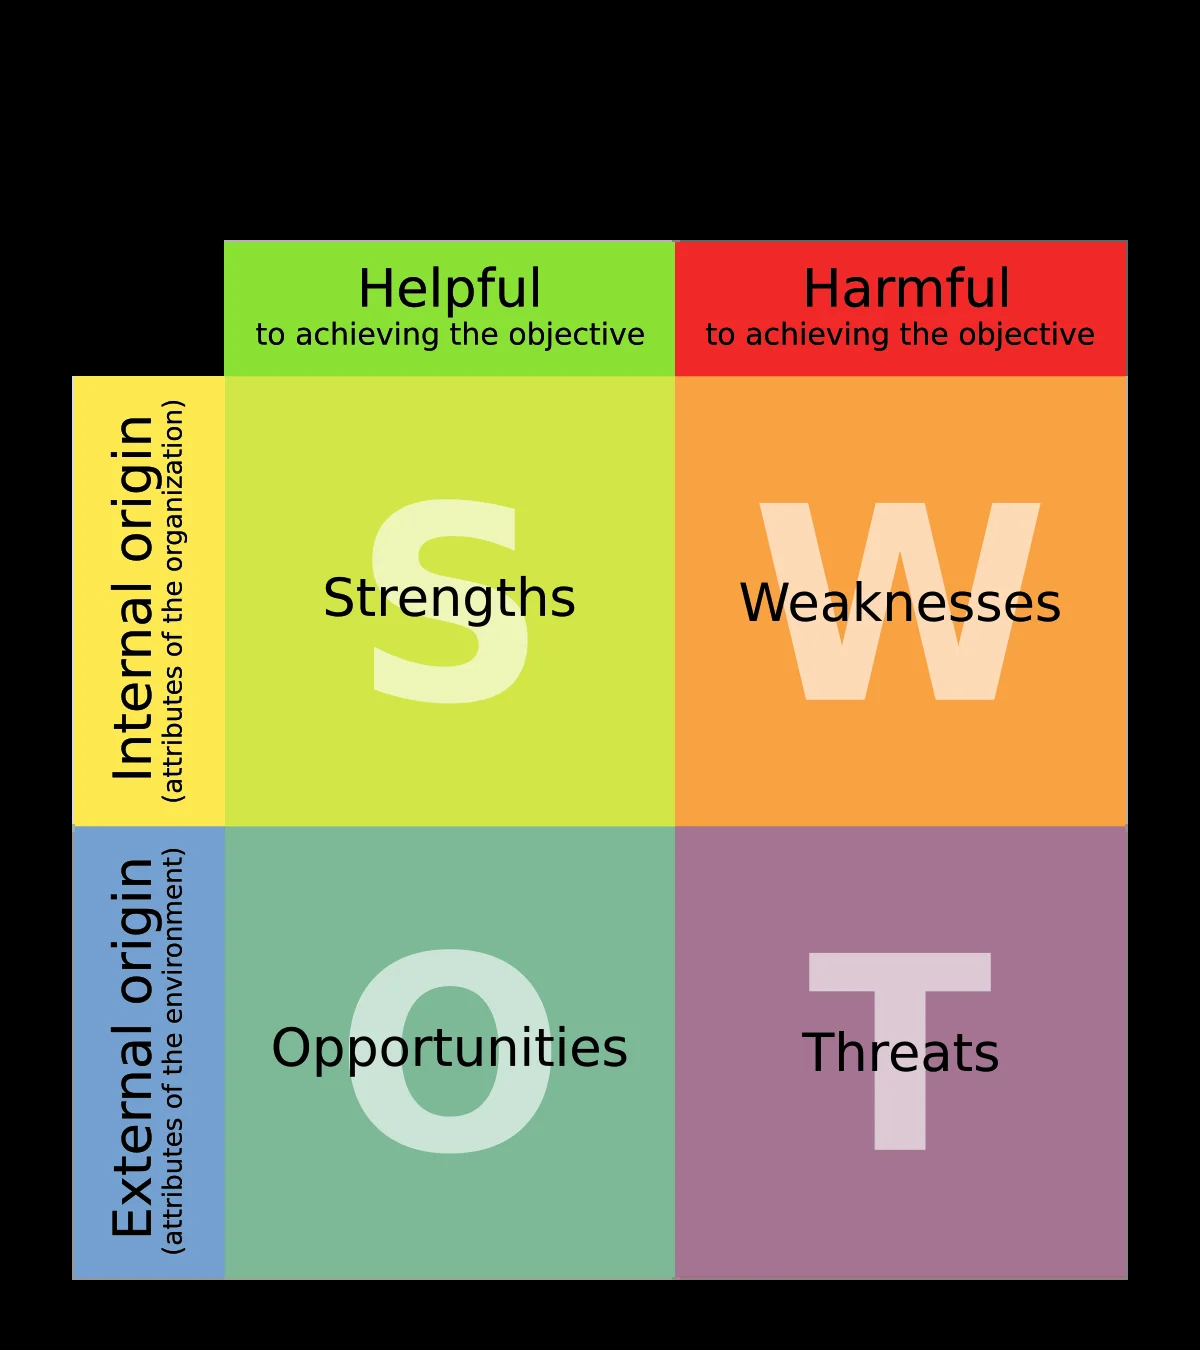 Helpful
to achieving the objective
Harmful
to achieving the objective
Internal origin
(attributes of the organization)
S
Strengths
W
Weaknesses
External origin
(attributes of the environment)
O
Opportunities
T
Threats